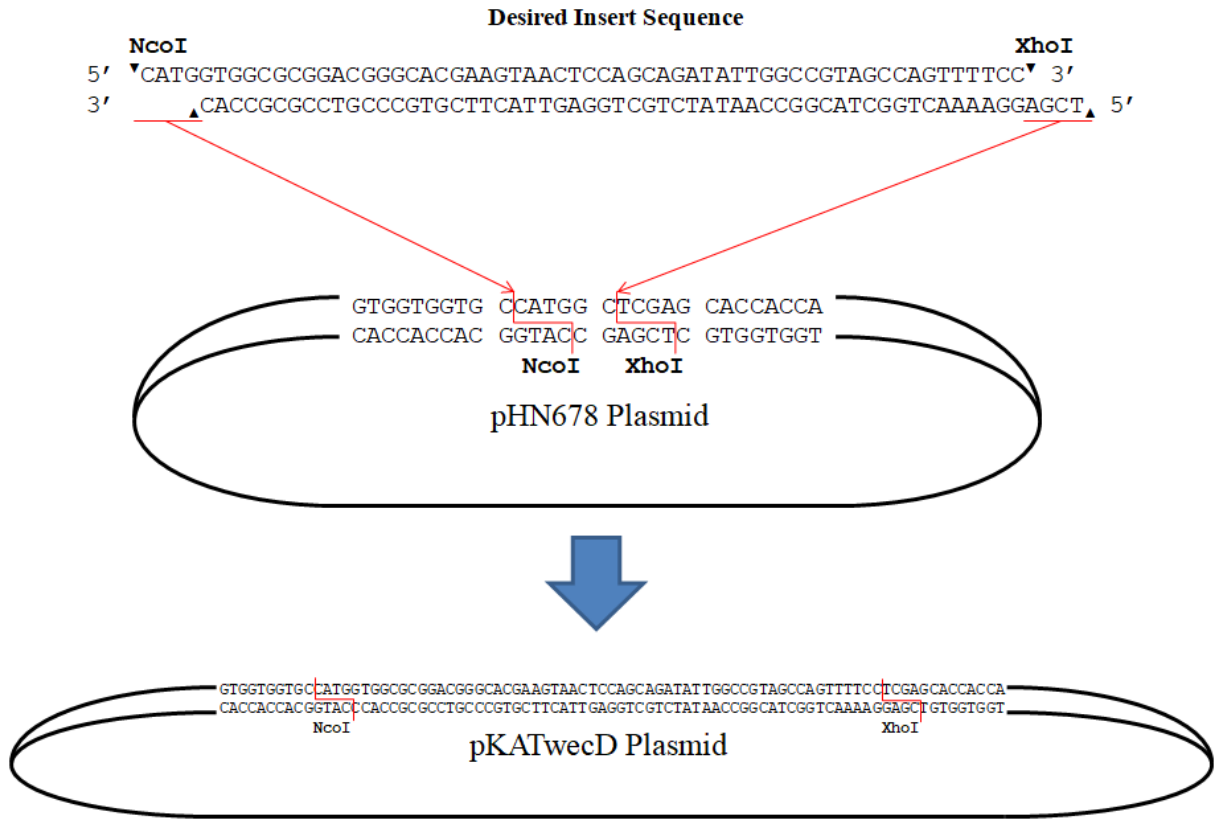 Desired Insert Sequence
NcoI XhoI
5’ CATGGTGGCGCGGACGGGCACGAAGTAACTCCAGCAGATATTGGCCGTAGCCAGTTTTCC 3’
3’ CACCGCGCCTGCCCGTGCTTCATTGAGGTCGTCTATAACCGGCATCGGTCAAAAGGAGCT 5’
GTGGTGGTG CCATGG CTCGAG CACCACCA
CACCACCAC GGTACC GAGCTC GTGGTGGT
NcoI XhoI
pHN678 Plasmid
GTGGTGGTGCCATGGTGGCGCGGACGGGCACGAAGTAACTCCAGCAGATATTGGCCGTAGCCAGTTTTCCTCGAGCACCACCA
CACCACCACGGTACCCACCGCGCCTGCCCGTGCTTCATTGAGGTCGTCTATAACCGGCATCGGTCAAAAGGAGCTGTGGTGGT
NcoI XhoI
pKATwecD Plasmid